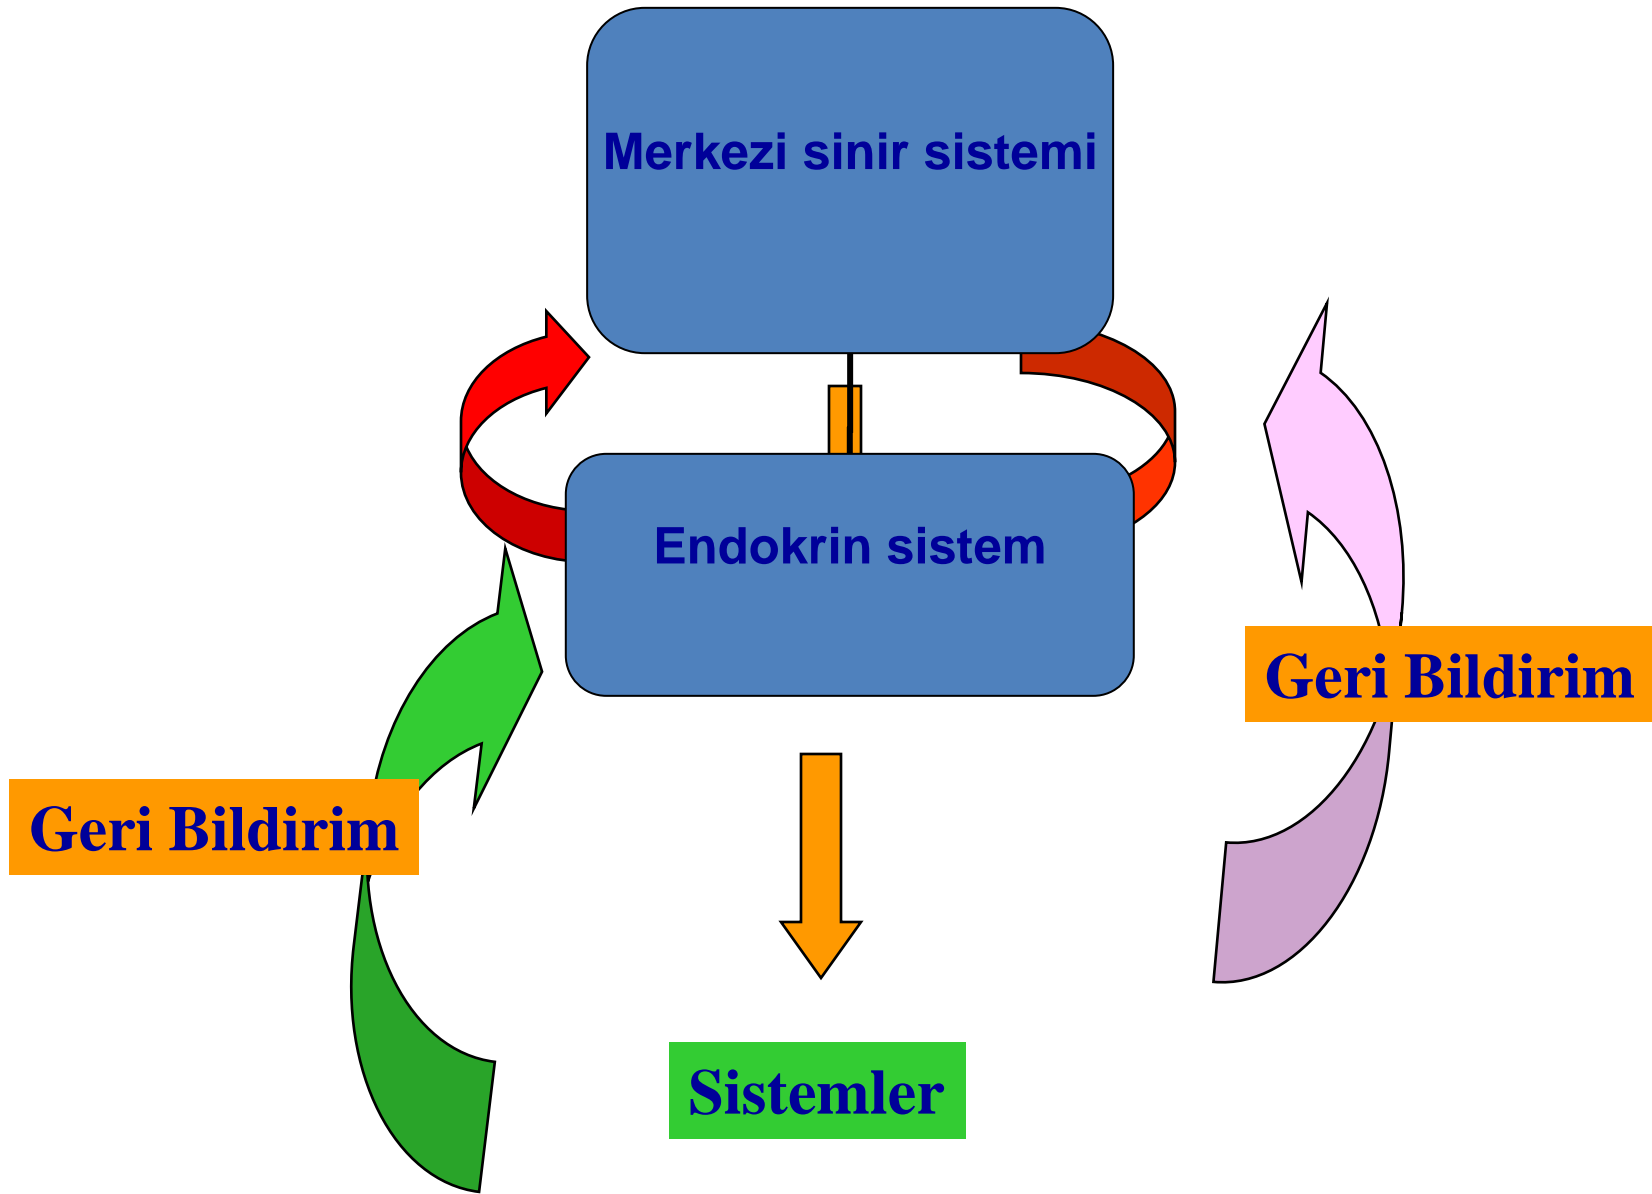 Merkezi sinir sistemi
Endokrin sistem
Geri Bildirim
Geri Bildirim
Sistemler